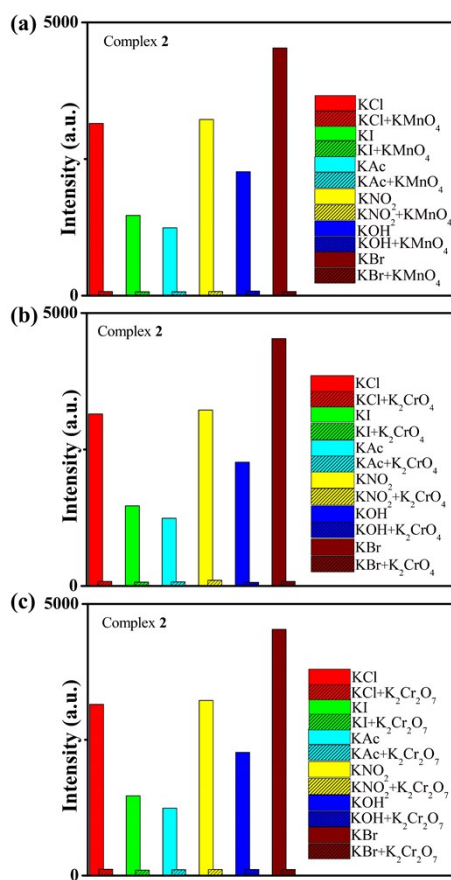 (a)
5000
Complex 2
Intensity (a.u.)
0
KCl
KCl+KMnO₄
KI
KI+KMnO₄
KAc
KAc+KMnO₄
KNO₂
KNO₂+KMnO₄
KOH
KOH+KMnO₄
KBr
KBr+KMnO₄
(b)
5000
Complex 2
Intensity (a.u.)
0
KCl
KCl+K₂CrO₄
KI
KI+K₂CrO₄
KAc
KAc+K₂CrO₄
KNO₂
KNO₂+K₂CrO₄
KOH
KOH+K₂CrO₄
KBr
KBr+K₂CrO₄
(c)
5000
Complex 2
Intensity (a.u.)
0
KCl
KCl+K₂Cr₂O₇
KI
KI+K₂Cr₂O₇
KAc
KAc+K₂Cr₂O₇
KNO₂
KNO₂+K₂Cr₂O₇
KOH
KOH+K₂Cr₂O₇
KBr
KBr+K₂Cr₂O₇